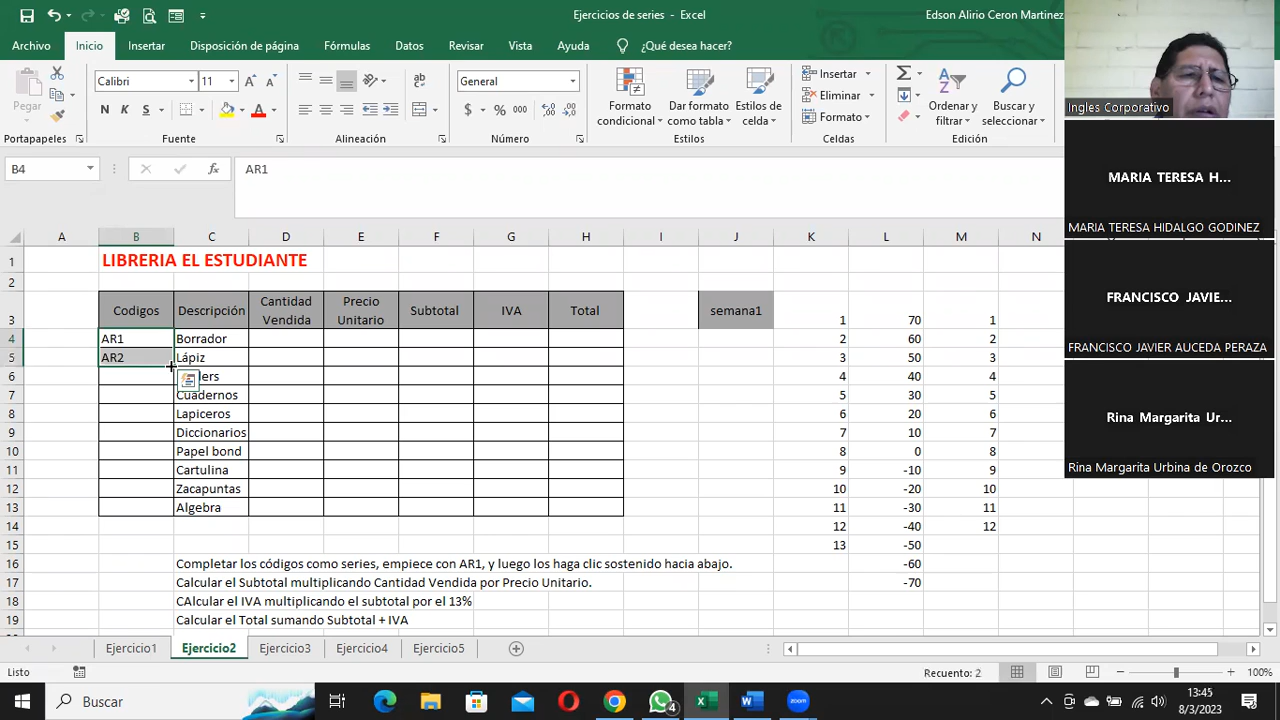 Ejercicios de series - Excel
Edson Alirio Ceron Martinez
Archivo Inicio Insertar Disposición de página Fórmulas Datos Revisar Vista Ayuda ¿Qué desea hacer?
Pegar
Calibri 11
N K S
General
$ % 000
Formato condicional
Dar formato como tabla
Estilos de celda
Insertar
Eliminar
Formato
Ordenar y filtrar
Buscar y seleccionar
Portapapeles Fuente Alineación Número Estilos Celdas Edición
B4 fx AR1
A B C D E F G H I J K L M N
1 LIBRERIA EL ESTUDIANTE
2
3 Codigos Descripción Cantidad Vendida Precio Unitario Subtotal IVA Total semana1 1 70 1
4 AR1 Borrador 2 60 2
5 AR2 Lápiz 3 50 3
6 ers 4 40 4
7 Cuadernos 5 30 5
8 Lapiceros 6 20 6
9 Diccionarios 7 10 7
10 Papel bond 8 0 8
11 Cartulina 9 -10 9
12 Zacapuntas 10 -20 10
13 Algebra 11 -30 11
14 12 -40 12
15 13 -50
16 Completar los códigos como series, empiece con AR1, y luego los haga clic sostenido hacia abajo. -60
17 Calcular el Subtotal multiplicando Cantidad Vendida por Precio Unitario. -70
18 CAlcular el IVA multiplicando el subtotal por el 13%
19 Calcular el Total sumando Subtotal + IVA
Ejercicio1 Ejercicio2 Ejercicio3 Ejercicio4 Ejercicio5
Listo
Recuento: 2
100%
Buscar
4
13:45
8/3/2023
Ingles Corporativo
MARIA TERESA H...
MARIA TERESA HIDALGO GODINEZ
FRANCISCO JAVIE...
FRANCISCO JAVIER AUCEDA PERAZA
Rina Margarita Ur...
Rina Margarita Urbina de Orozco